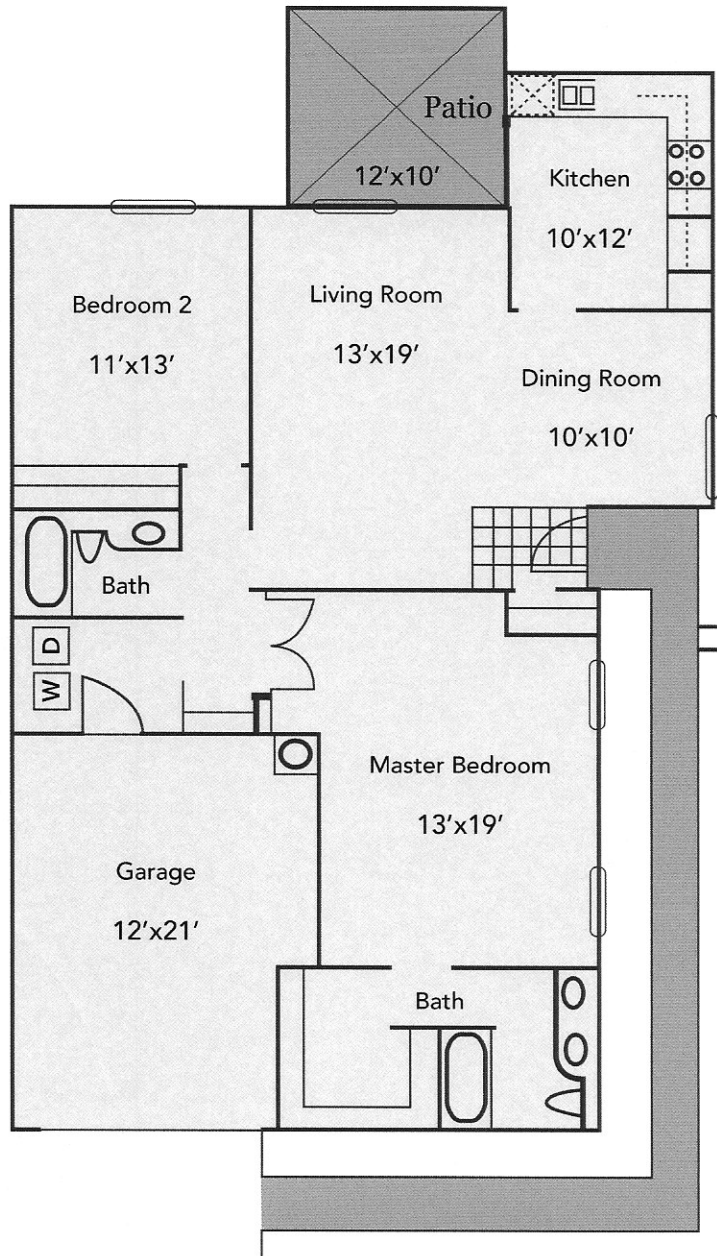 Patio
12'x10'
Kitchen
10'x12'
Bedroom 2
11'x13'
Living Room
13'x19'
Dining Room
10'x10'
Bath
D
W
Master Bedroom
13'x19'
Garage
12'x21'
Bath